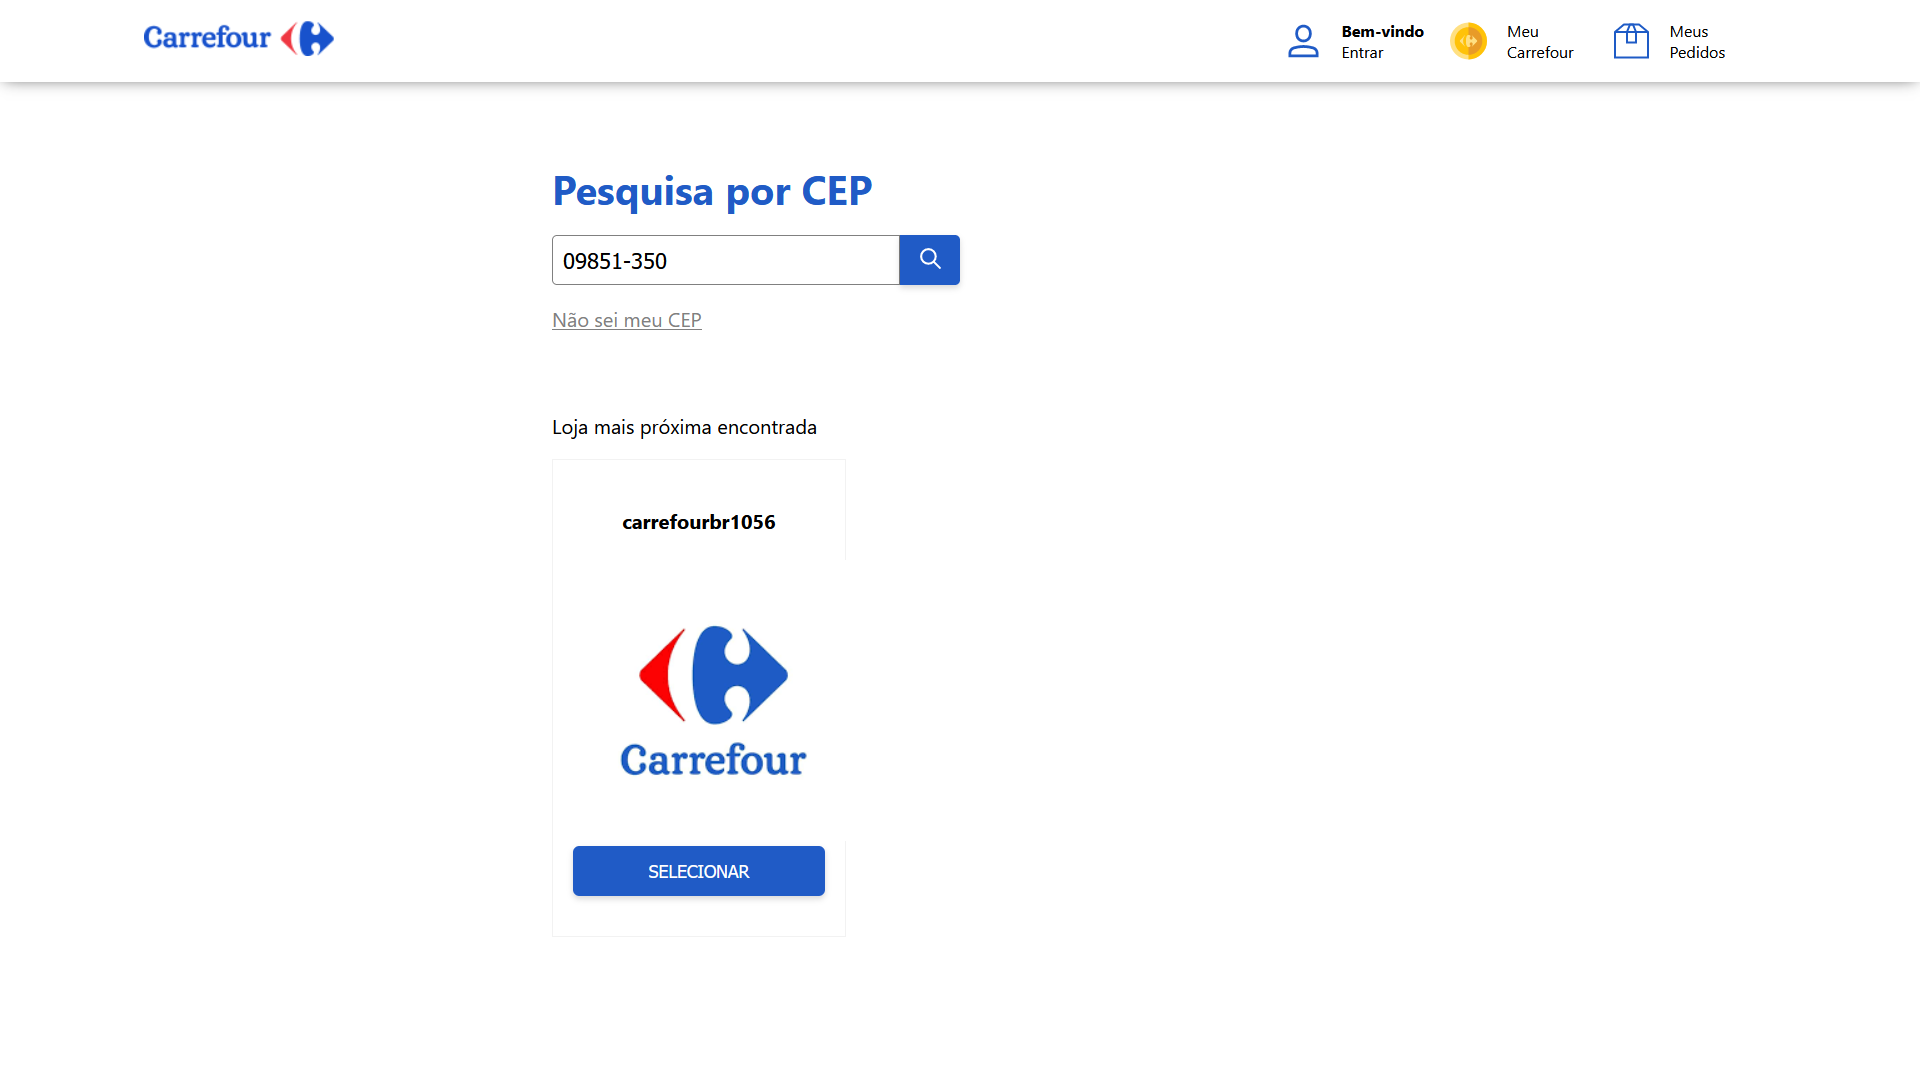 Carrefour
Bem-vindo
Entrar
Meu
Carrefour
Meus
Pedidos
Pesquisa por CEP
09851-350
Não sei meu CEP
Loja mais próxima encontrada
carrefourbr1056
Carrefour
SELECIONAR